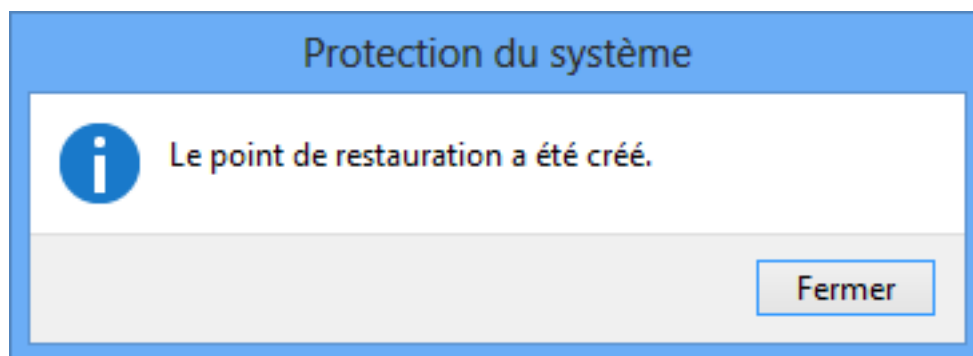 Protection du système
Le point de restauration a été créé.
Fermer